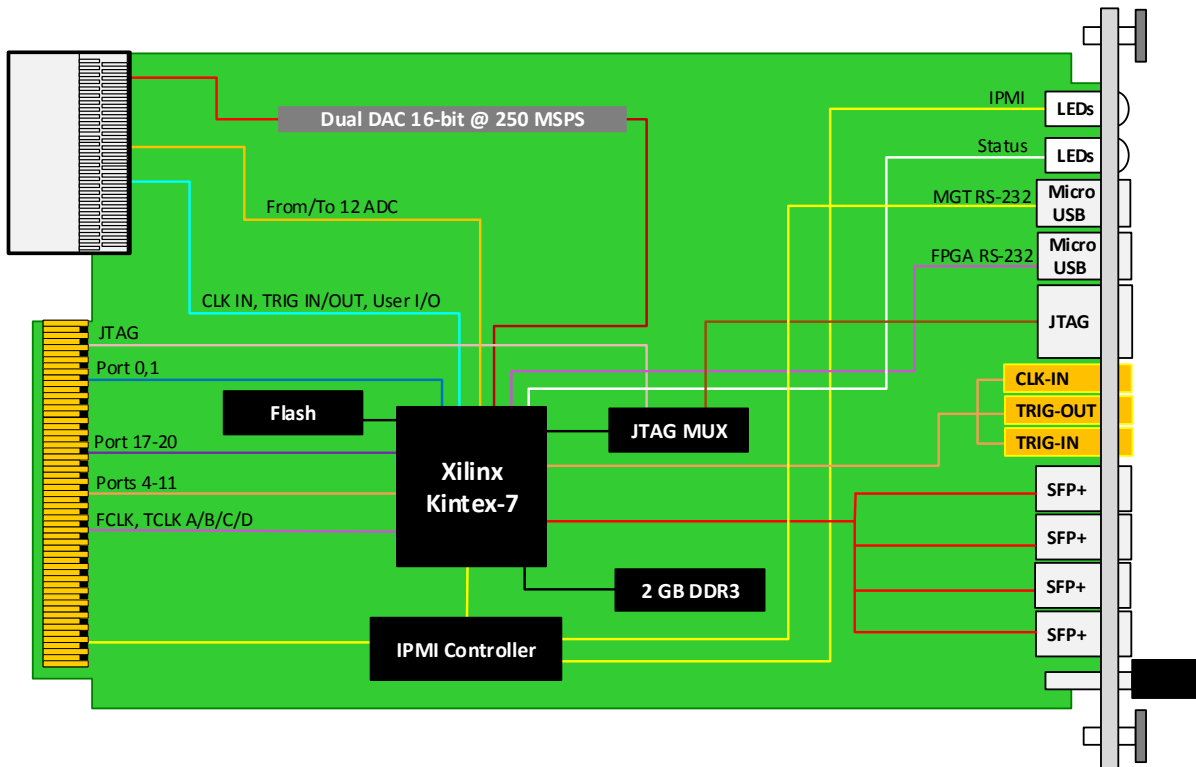 IPMI
LEDs
Dual DAC 16-bit @ 250 MSPS
Status
LEDs
MGT RS-232
Micro
USB
From/To 12 ADC
FPGA RS-232
Micro
USB
CLK IN, TRIG IN/OUT, User I/O
JTAG
JTAG
Port 0,1
CLK-IN
Flash
TRIG-OUT
JTAG MUX
TRIG-IN
Port 17-20
Xilinx
Kintex-7
Ports 4-11
SFP+
FCLK, TCLK A/B/C/D
SFP+
2 GB DDR3
SFP+
SFP+
IPMI Controller